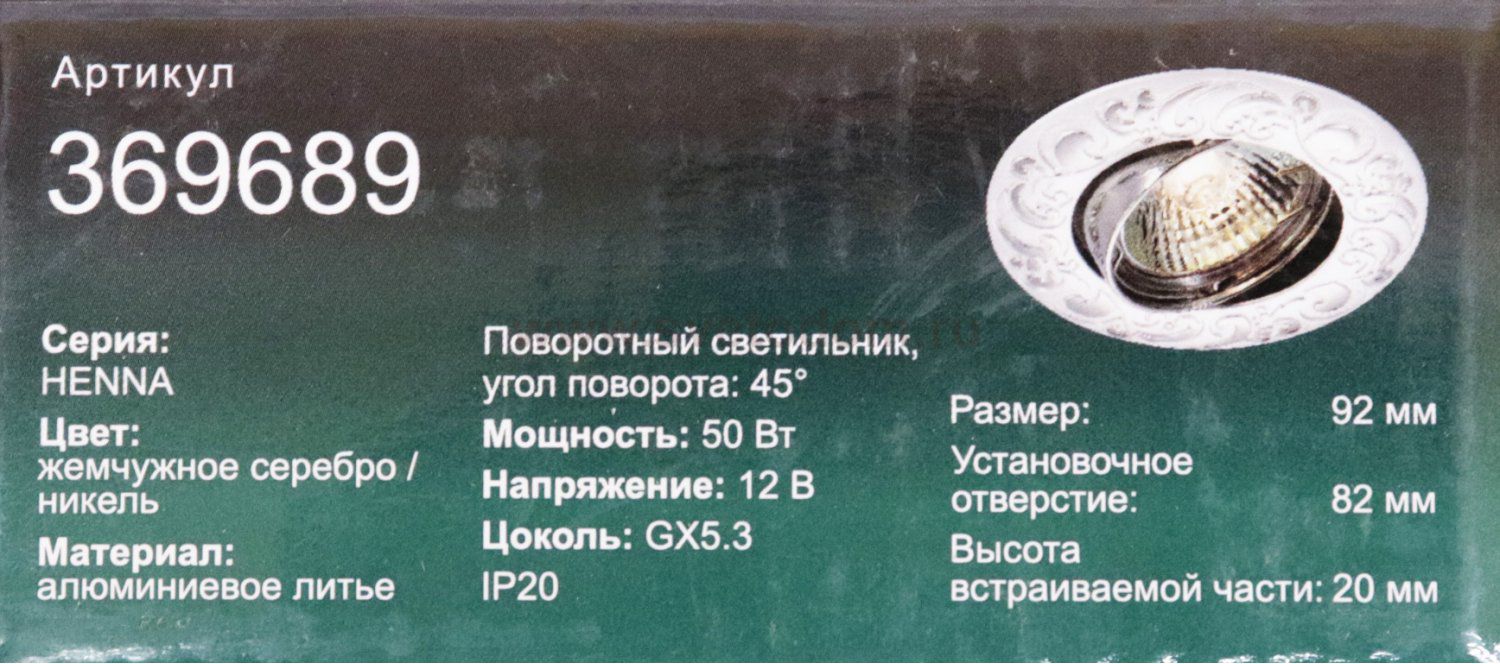 Артикул
369689
Серия:
HENNA
Цвет:
жемчужное серебро /
никель
Материал:
алюминиевое литье
Поворотный светильник,
угол поворота: 45°
Мощность: 50 Вт
Напряжение: 12 В
Цоколь: GX5.3
IP20
Размер: 92 мм
Установочное
отверстие: 82 мм
Высота
встраиваемой части: 20 мм